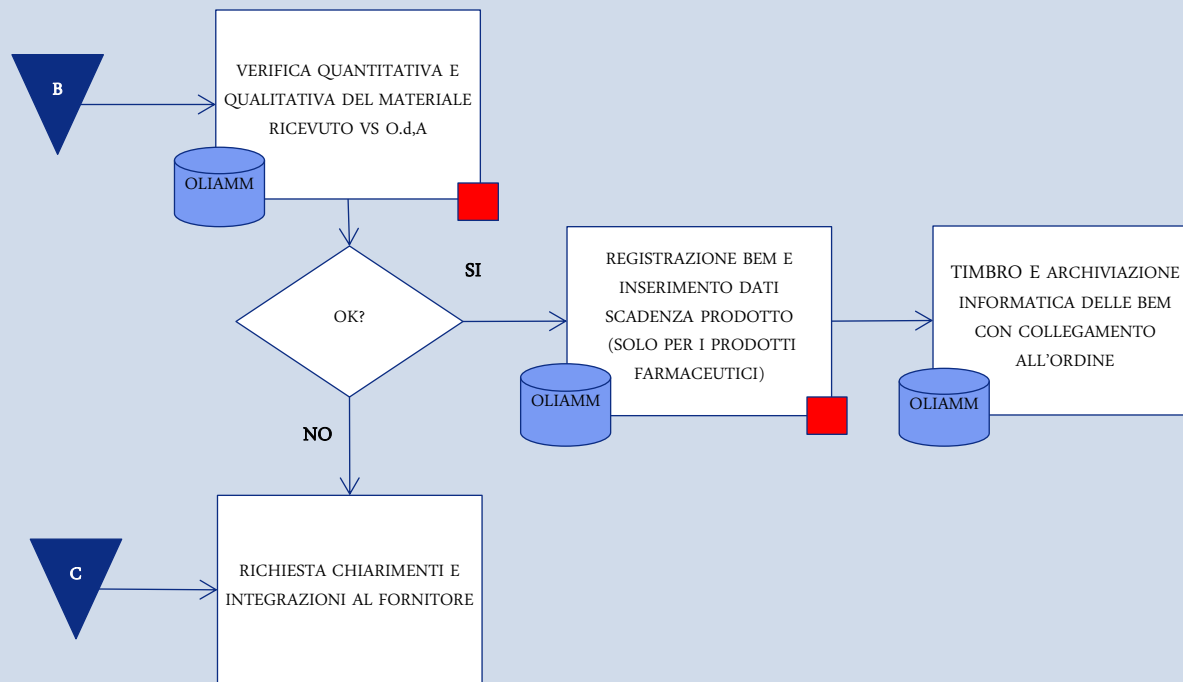 B
VERIFICA QUANTITATIVA E
QUALITATIVA DEL MATERIALE
RICEVUTO VS O.d,A
OLIAMM
OK?
SI
REGISTRAZIONE BEM E
INSERIMENTO DATI
SCADENZA PRODOTTO
(SOLO PER I PRODOTTI
FARMACEUTICI)
OLIAMM
TIMBRO E ARCHIVIAZIONE
INFORMATICA DELLE BEM
CON COLLEGAMENTO
ALL'ORDINE
OLIAMM
NO
C
RICHIESTA CHIARIMENTI E
INTEGRAZIONI AL FORNITORE